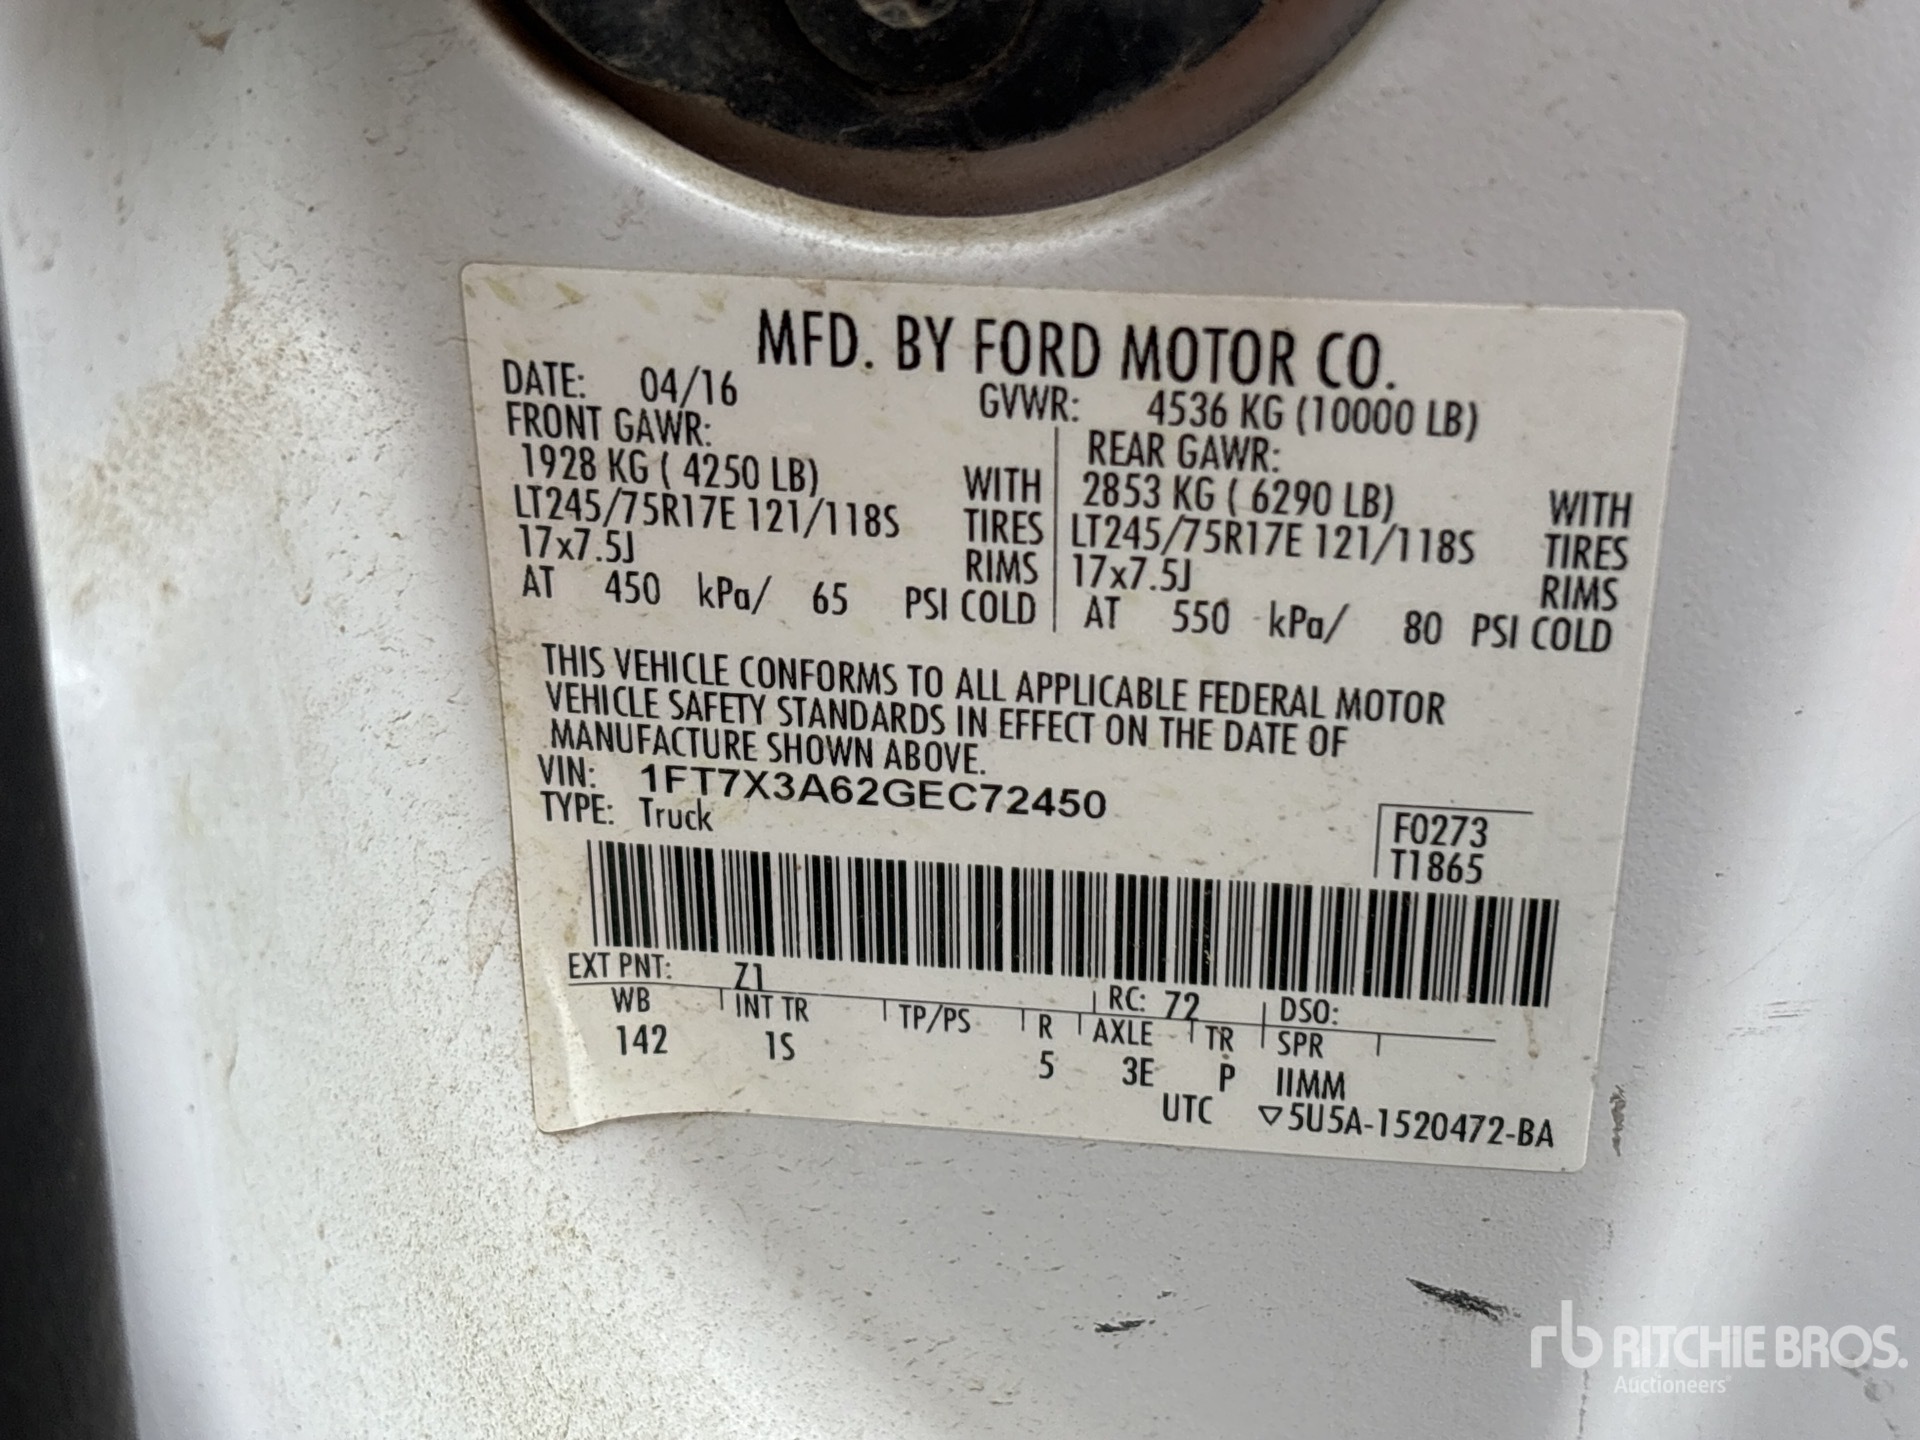 MFD. BY FORD MOTOR CO.
DATE: 04/16 GVWR: 4536 KG (10000 LB)
FRONT GAWR: REAR GAWR:
1928 KG ( 4250 LB) WITH 2853 KG ( 6290 LB) WITH
LT245/75R17E 121/118S TIRES LT245/75R17E 121/118S TIRES
17x7.5J RIMS 17x7.5J RIMS
AT 450 kPa/ 65 PSI COLD AT 550 kPa/ 80 PSI COLD
THIS VEHICLE CONFORMS TO ALL APPLICABLE FEDERAL MOTOR
VEHICLE SAFETY STANDARDS IN EFFECT ON THE DATE OF
MANUFACTURE SHOWN ABOVE.
VIN: 1FT7X3A62GEC72450
TYPE: Truck
F0273
T1865
EXT PNT: Z1 RC: 72 DSO:
WB INT TR TP/PS R AXLE TR SPR
142 1S 5 3E P IIMM
UTC ▽5U5A-1520472-BA
rb RITCHIE BROS.
Auctioneers